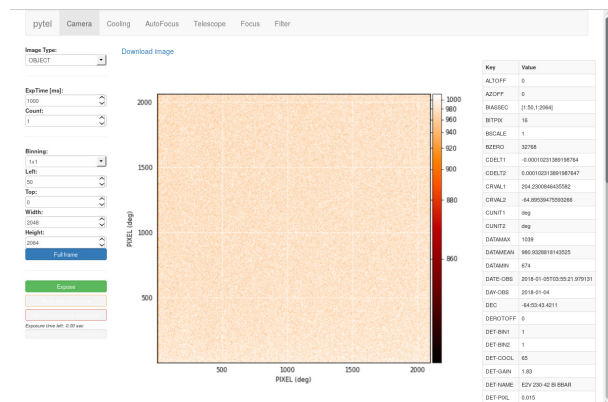 pytel Camera Cooling AutoFocus Telescope Focus Filter
Image Type:
OBJECT
ExpTime [ms]:
1000
Count:
1
Binning:
1x1
Left:
50
Top:
0
Width:
2048
Height:
2064
Full frame
Expose
Exposure time left: 0.00 sec
Download image
2000
1500
1000
500
PIXEL (deg)
500 1000 1500 2000
PIXEL (deg)
1000
980
960
940
920
900
880
860
Key Value
ALTOFF 0
AZOFF 0
BIASSEC [1:50,1:2064]
BITPIX 16
BSCALE 1
BZERO 32768
CDELT1 -0.00010231389198764
CDELT2 0.000102313891987647
CRVAL1 204.2300846435582
CRVAL2 -64.89539475593266
CUNIT1 deg
CUNIT2 deg
DATAMAX 1039
DATAMEAN 980.9328818143525
DATAMIN 674
DATE-OBS 2018-01-05T03:55:21.979131
DAY-OBS 2018-01-04
DEC -64:53:43.4211
DEROTOFF 0
DET-BIN1 1
DET-BIN2 1
DET-COOL 65
DET-GAIN 1.83
DET-NAME E2V 230-42 BI BBAR
DET-PIXL 0.015